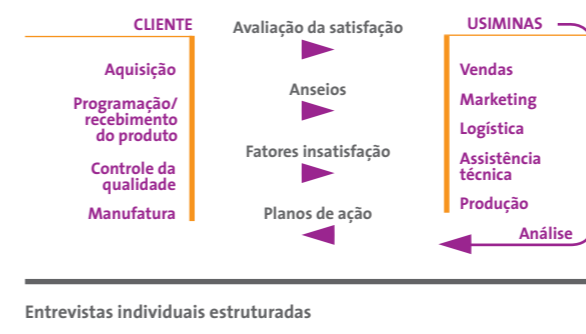 CLIENTE
Aquisição
Programação/
recebimento
do produto
Controle da
qualidade
Manufatura
Avaliação da satisfação
Anseios
Fatores insatisfação
Planos de ação
USIMINAS
Vendas
Marketing
Logística
Assistência
técnica
Produção
Análise
Entrevistas individuais estruturadas